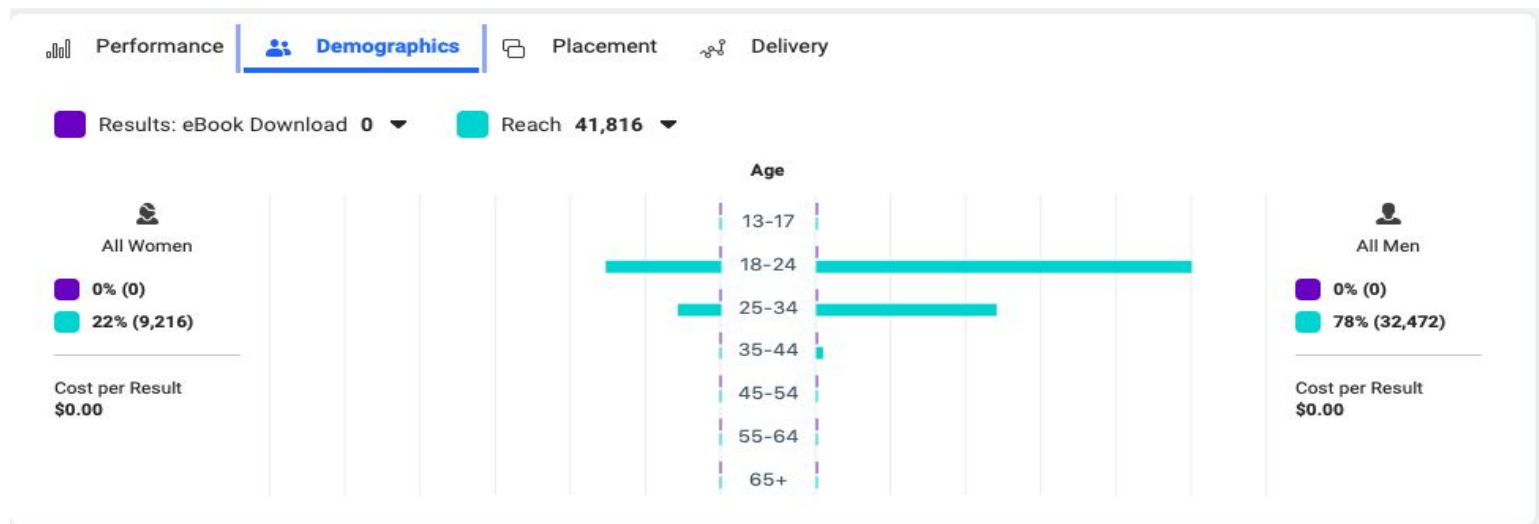 Performance Demographics Placement Delivery
Results: eBook Download 0 Reach 41,816
Age
All Women
0% (0)
22% (9,216)
Cost per Result
$0.00
13-17
18-24
25-34
35-44
45-54
55-64
65+
All Men
0% (0)
78% (32,472)
Cost per Result
$0.00